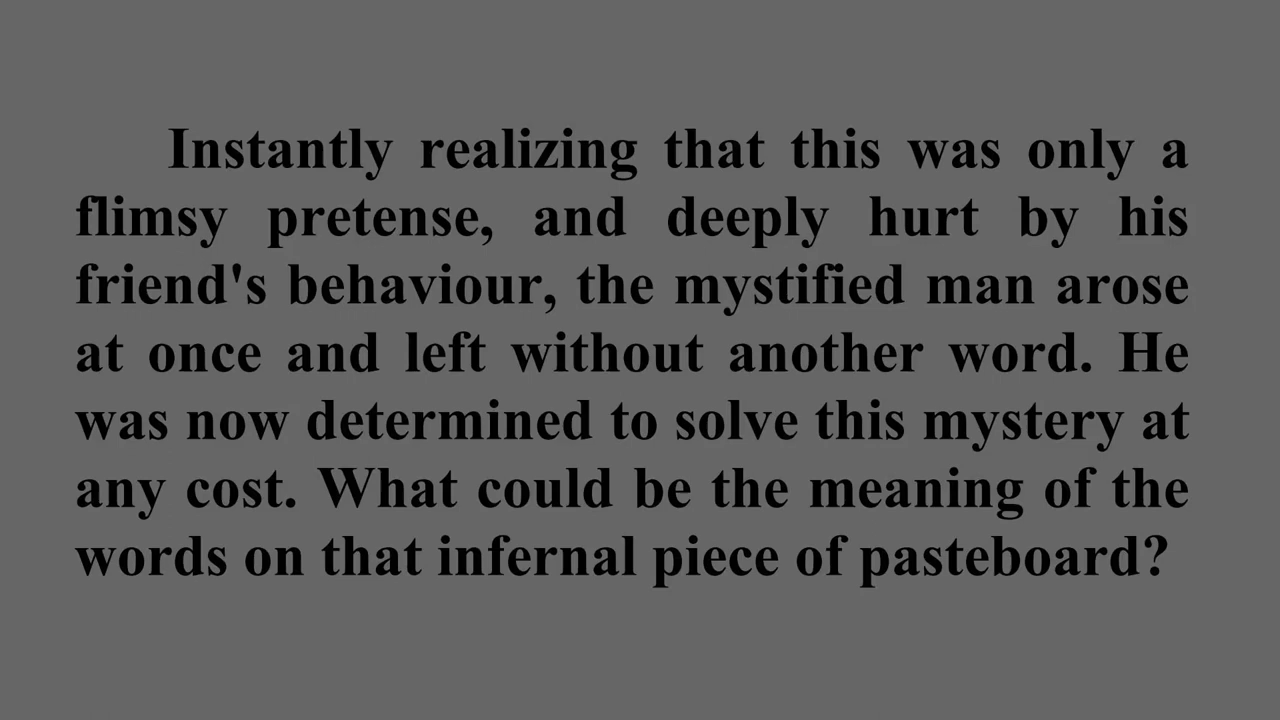 Instantly realizing that this was only a
flimsy pretense, and deeply hurt by his
friend's behaviour, the mystified man arose
at once and left without another word. He
was now determined to solve this mystery at
any cost. What could be the meaning of the
words on that infernal piece of pasteboard?